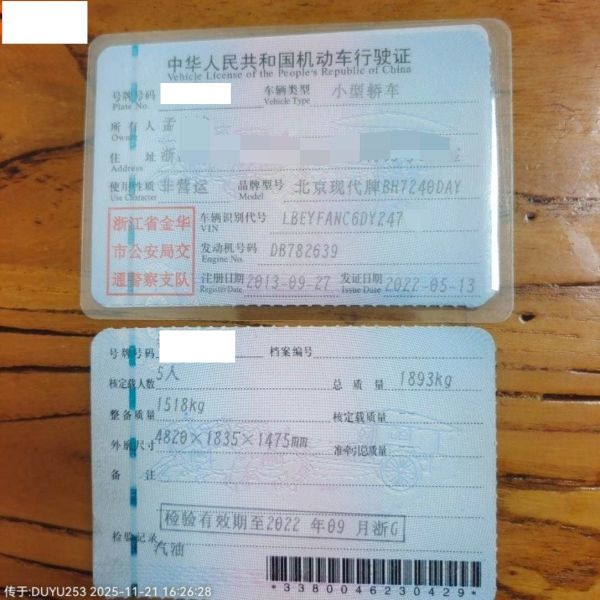 中华人民共和国机动车行驶证
Vehicle License of the People's Republic of China
号牌号码 车辆类型 小型轿车
Plate No. Vehicle Type
所有人 孟
Owner
住址 浙
Address
使用性质 非营运 品牌型号 北京现代牌BH7240DAY
Use Character Model
浙江省金华
市公安局交
通警察支队
车辆识别代号 LBEYFANC6DY247
VIN
发动机号码 DB782639
Engine No.
注册日期 2013-09-27 发证日期 2022-05-13
Register Date Issue Date
号牌号码 档案编号
核定载人数 5人 总质量 1893kg
整备质量 1518kg 核定载质量
外廓尺寸 4820×1835×1475mm 准牵引总质量
备注
检验有效期至2022年09月浙G
检验记录
汽油
*3380046230429*
传于:DUYU253 2025-11-21 16:26:28